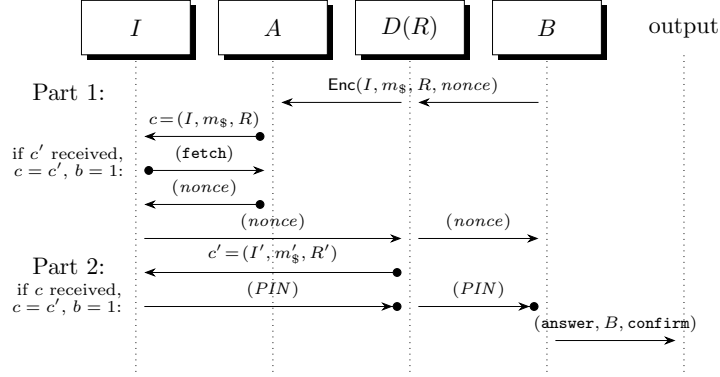 I A D(R) B output
Part 1:
Enc(I, m$, R, nonce)
c=(I, m$, R)
if c′ received,
c = c′, b = 1:
(fetch)
(nonce)
(nonce) (nonce)
c′=(I′, m′$, R′)
Part 2:
if c received,
c = c′, b = 1:
(PIN) (PIN)
(answer, B, confirm)